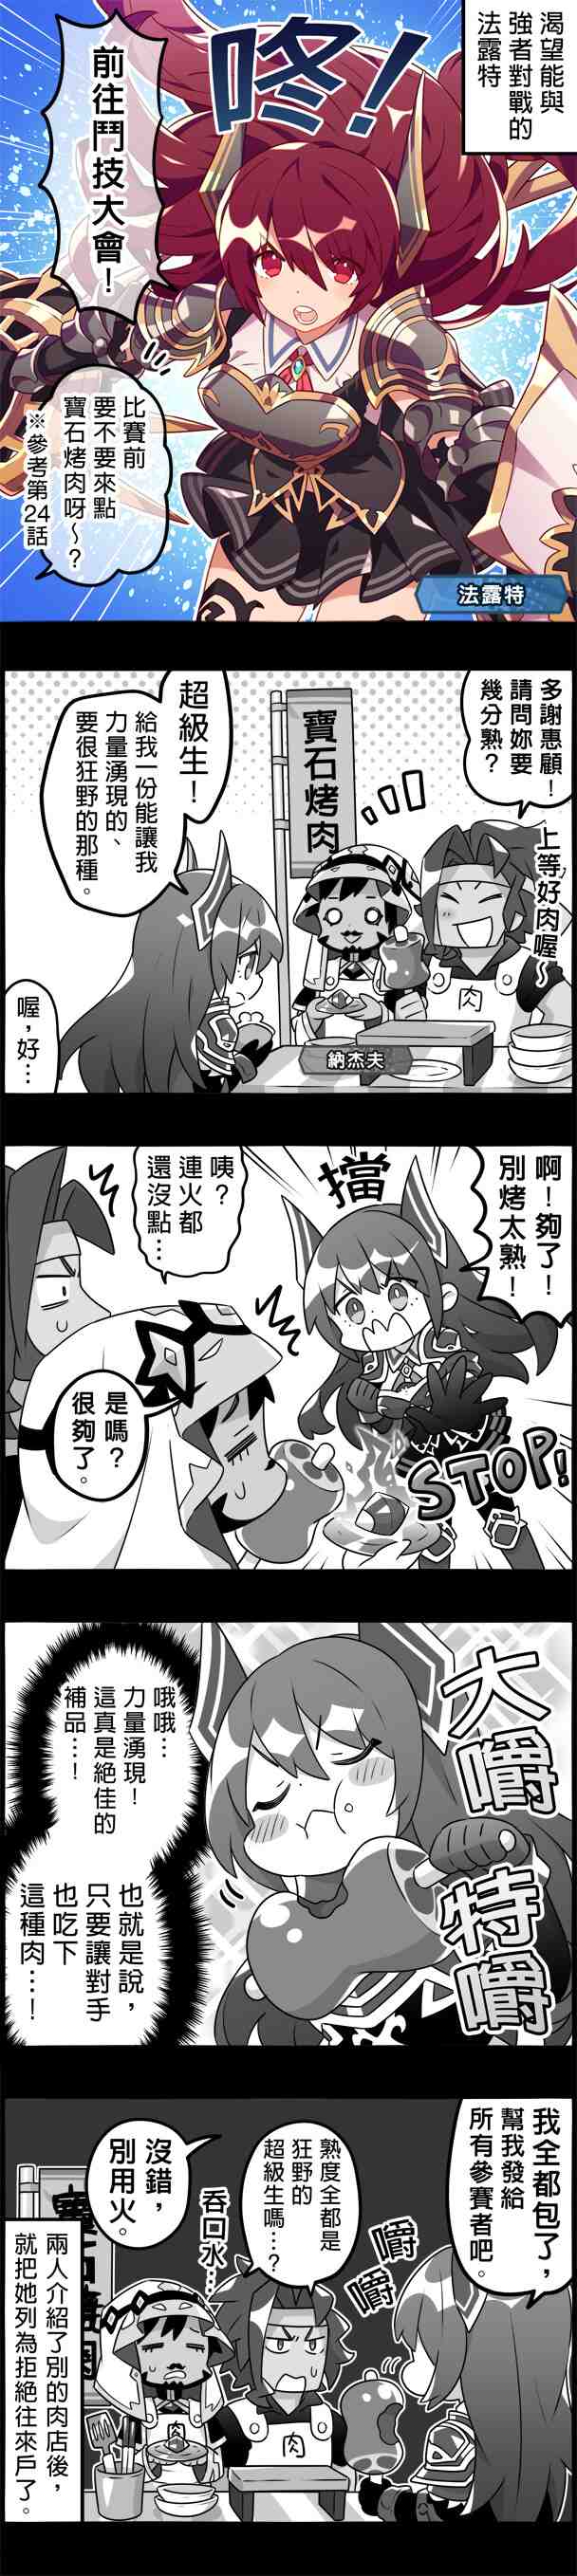 渴望能與
強者對戰的
法露特
咚！
前往鬥技大會！
比賽前
要不要來點
寶石烤肉呀～？
※參考第24話
法露特
多謝惠顧！
請問妳要
幾分熟？
上等好肉喔～
寶石烤肉
超級生！
給我一份能讓我
力量湧現的、
要很狂野的那種。
肉
納杰夫
喔，好…
啊！夠了！
別烤太熟！
擋
咦？
連火都
還沒點…
是嗎？
很夠了。
STOP!
大嚼
特嚼
哦哦…
力量湧現！
這真是絕佳的
補品…！
也就是說，
只要讓對手
也吃下
這種肉…！
我全都包了，
幫我發給
所有參賽者吧。
嚼
嚼
熟度全都是
狂野的
超級生嗎…？
吞口水…
沒錯，
別用火。
寶石烤肉
肉
肉
兩人介紹了別的肉店後，
就把她列為拒絕往來戶了。